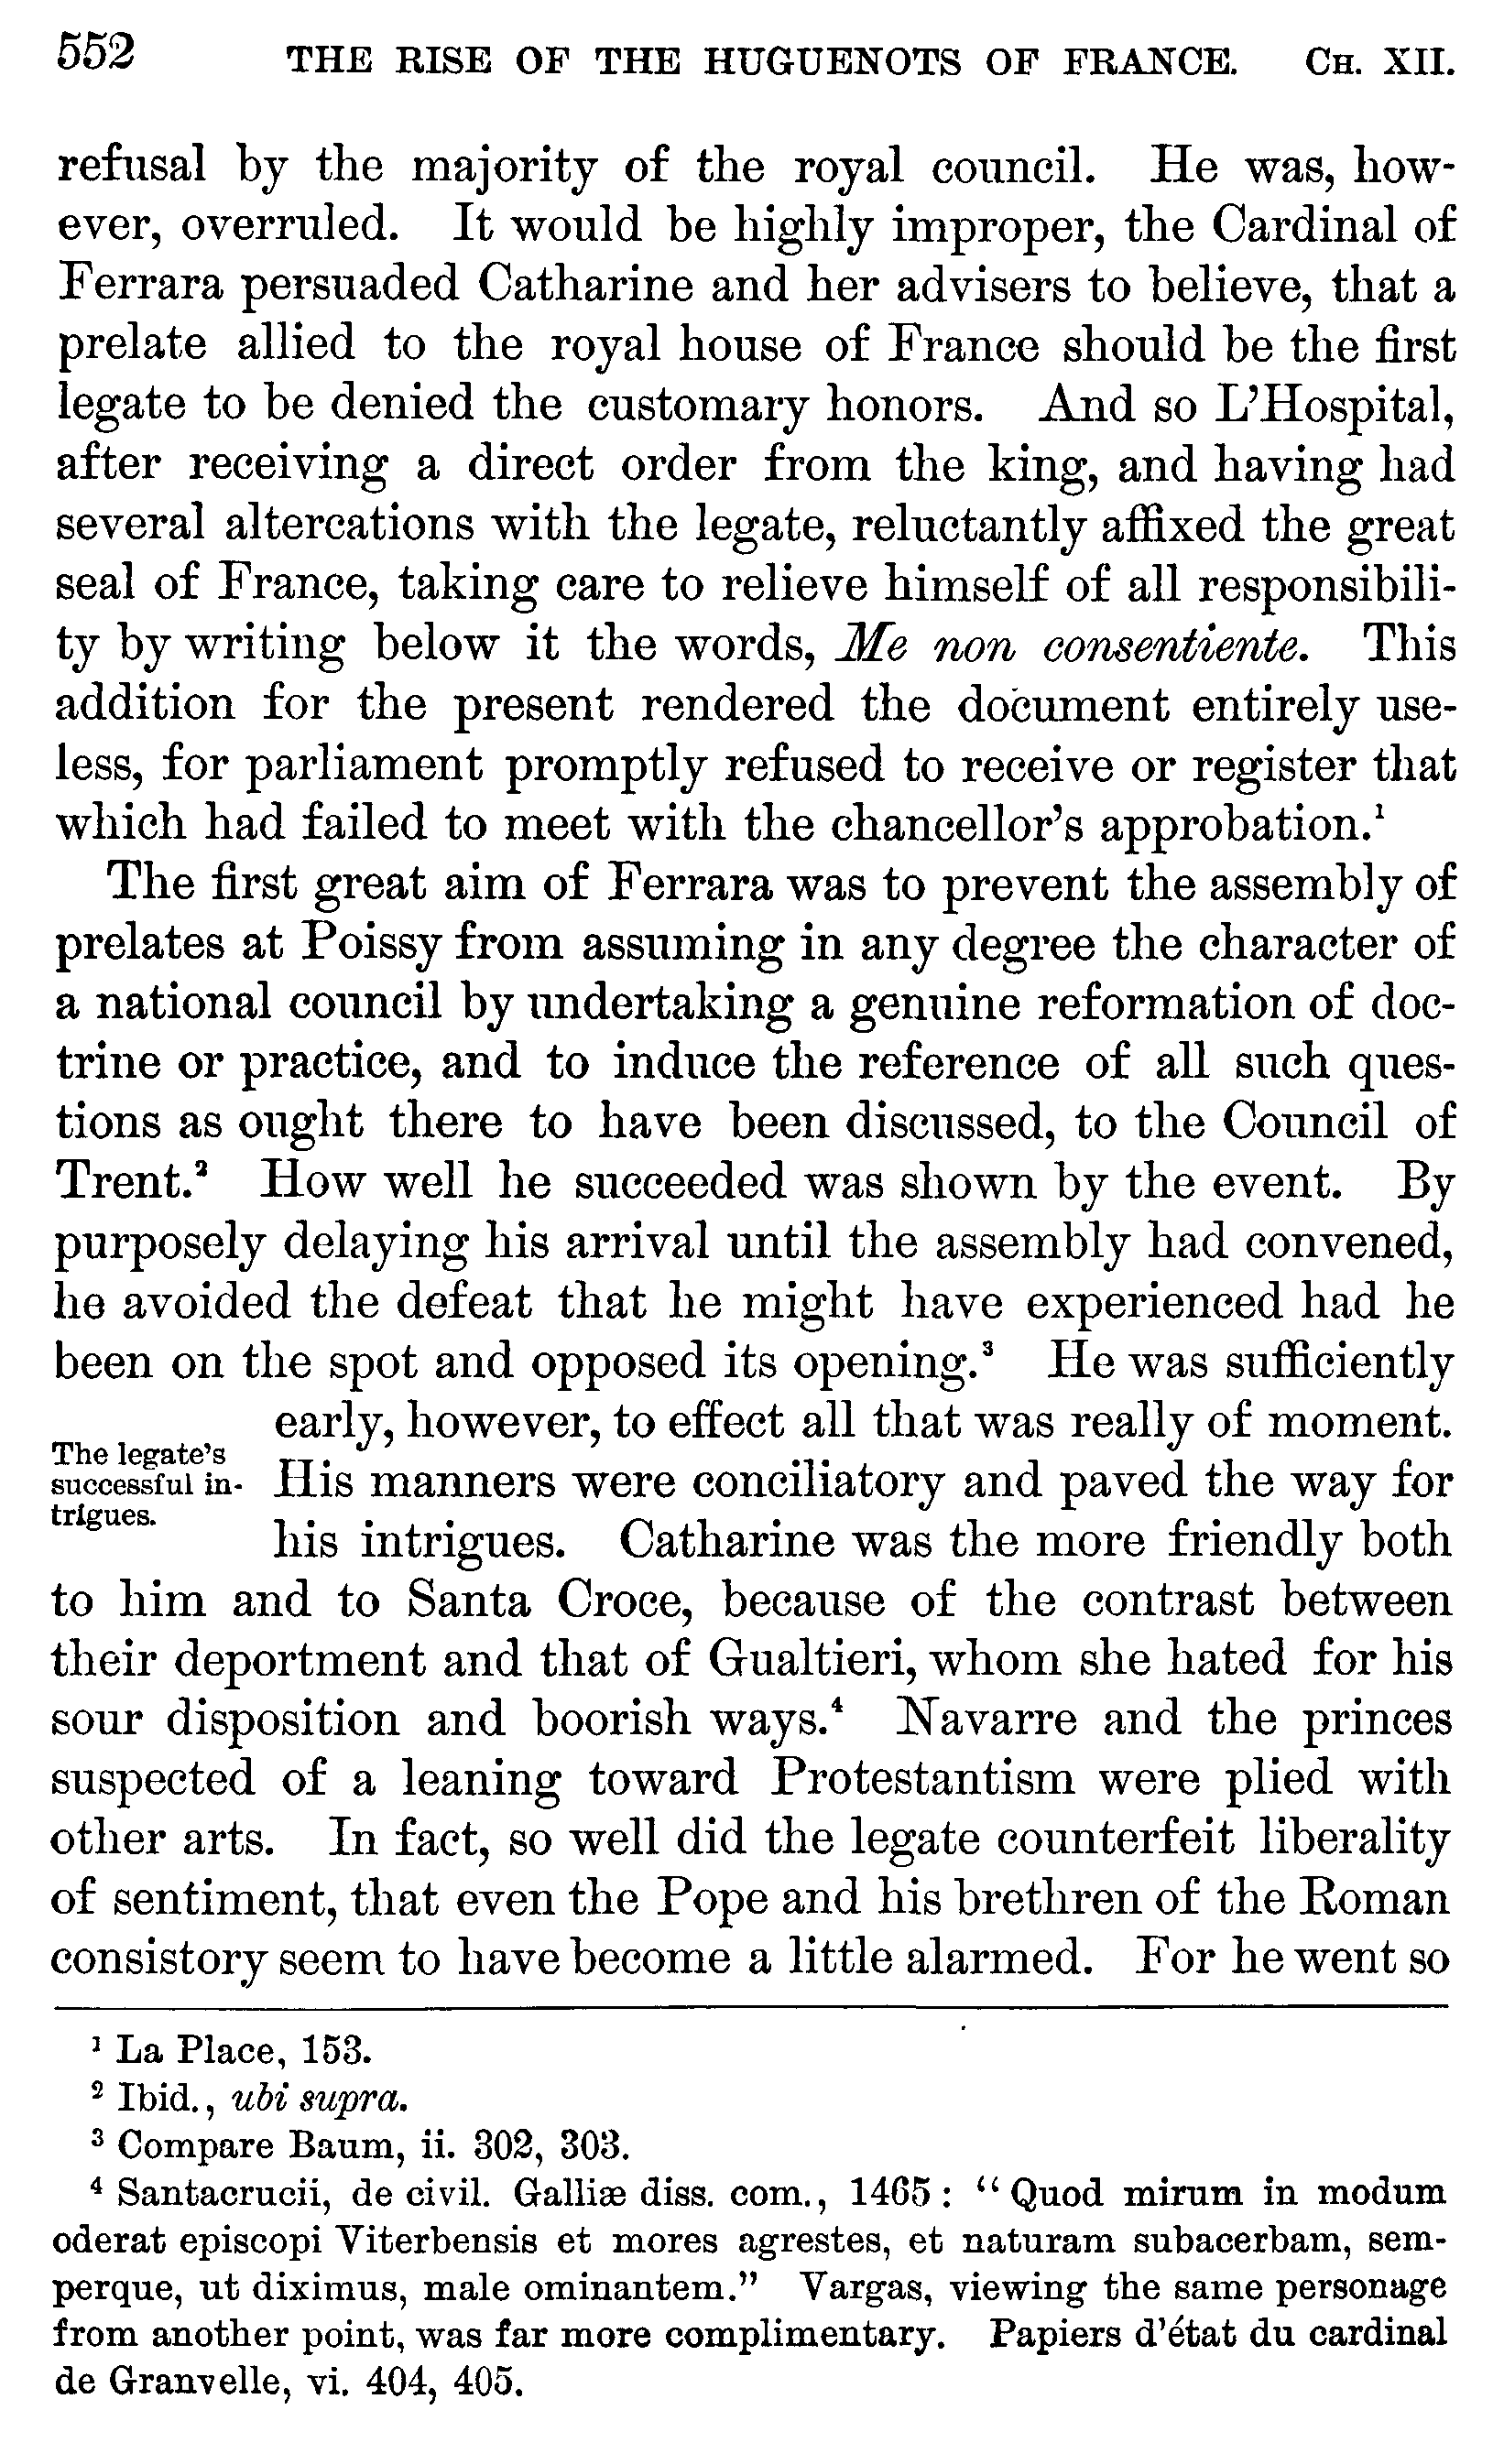 552 THE RISE OF THE HUGUENOTS OF FRANCE. CH. XII.
refusal by the majority of the royal council. He was, how-
ever, overruled. It would be highly improper, the Cardinal of
Ferrara persuaded Catharine and her advisers to believe, that a
prelate allied to the royal house of France should be the first
legate to be denied the customary honors. And so L’Hospital,
after receiving a direct order from the king, and having had
several altercations with the legate, reluctantly affixed the great
seal of France, taking care to relieve himself of all responsibili-
ty by writing below it the words, Me non consentiente. This
addition for the present rendered the document entirely use-
less, for parliament promptly refused to receive or register that
which had failed to meet with the chancellor’s approbation.¹
The first great aim of Ferrara was to prevent the assembly of
prelates at Poissy from assuming in any degree the character of
a national council by undertaking a genuine reformation of doc-
trine or practice, and to induce the reference of all such ques-
tions as ought there to have been discussed, to the Council of
Trent.² How well he succeeded was shown by the event. By
purposely delaying his arrival until the assembly had convened,
he avoided the defeat that he might have experienced had he
been on the spot and opposed its opening.³ He was sufficiently
early, however, to effect all that was really of moment.
The legate’s
successful in-
trigues.
His manners were conciliatory and paved the way for
his intrigues. Catharine was the more friendly both
to him and to Santa Croce, because of the contrast between
their deportment and that of Gualtieri, whom she hated for his
sour disposition and boorish ways.⁴ Navarre and the princes
suspected of a leaning toward Protestantism were plied with
other arts. In fact, so well did the legate counterfeit liberality
of sentiment, that even the Pope and his brethren of the Roman
consistory seem to have become a little alarmed. For he went so
¹ La Place, 153.
² Ibid., ubi supra.
³ Compare Baum, ii. 302, 303.
⁴ Santacrucii, de civil. Galliæ diss. com., 1465: “Quod mirum in modum
oderat episcopi Viterbensis et mores agrestes, et naturam subacerbam, sem-
perque, ut diximus, male ominantem.” Vargas, viewing the same personage
from another point, was far more complimentary. Papiers d’état du cardinal
de Granvelle, vi. 404, 405.